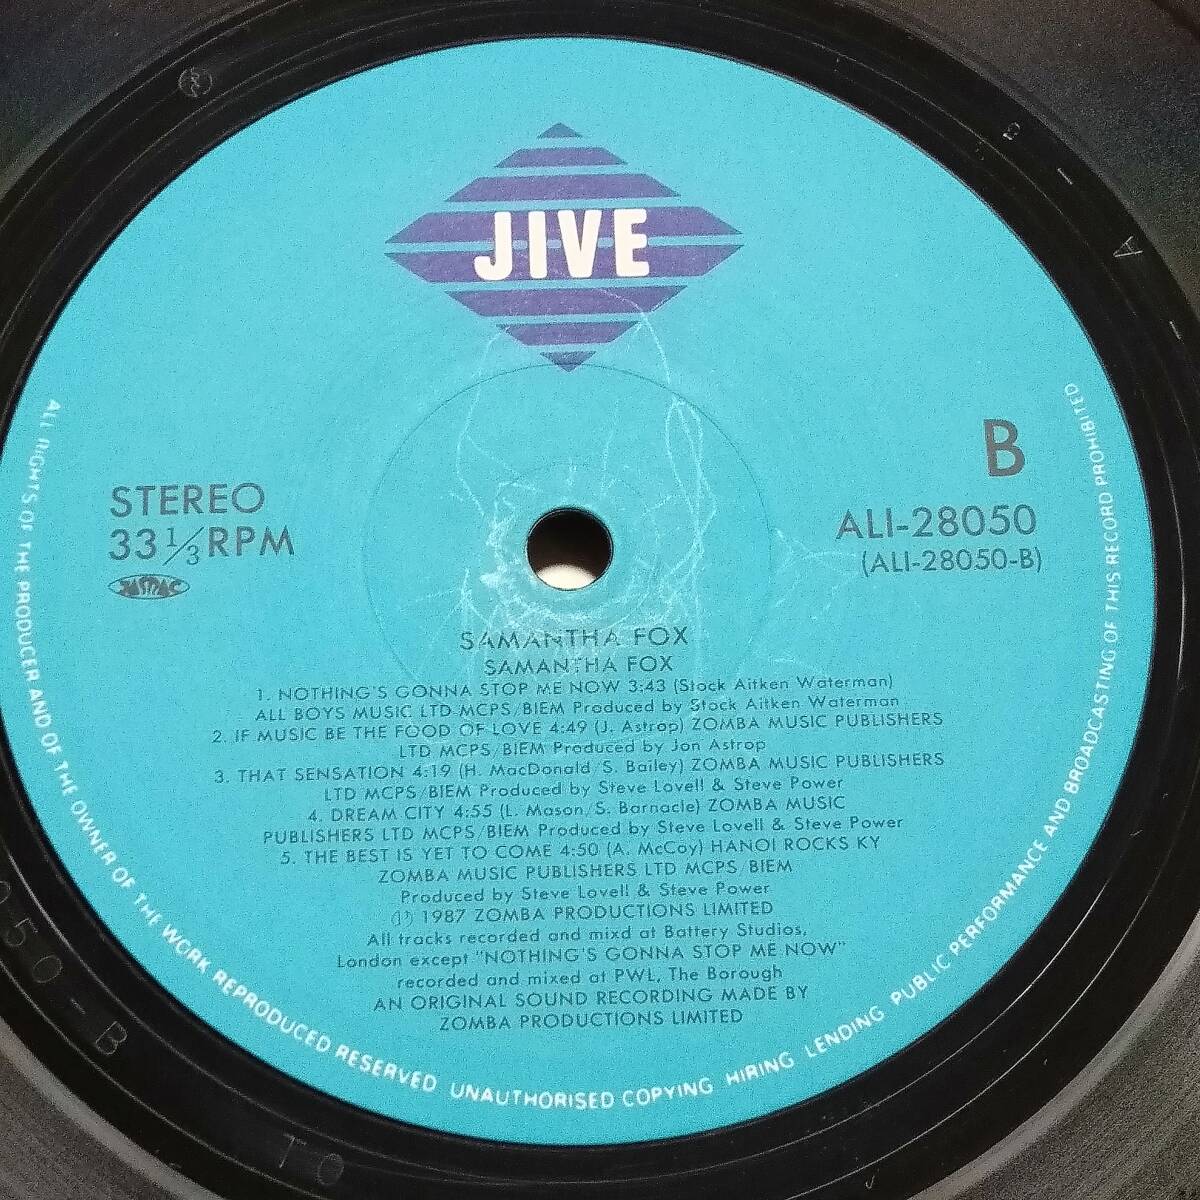 JIVE
STEREO
33 1/3 RPM
B
ALI-28050
(ALI-28050-B)
SAMANTHA FOX
SAMANTHA FOX
1. NOTHING'S GONNA STOP ME NOW 3:43 (Stock Aitken Waterman)
ALL BOYS MUSIC LTD MCPS/BIEM Produced by Stock Aitken Waterman
2. IF MUSIC BE THE FOOD OF LOVE 4:49 (J. Astrop) ZOMBA MUSIC PUBLISHERS
LTD MCPS/BIEM Produced by Jon Astrop
3. THAT SENSATION 4:19 (H. MacDonald/S. Bailey) ZOMBA MUSIC PUBLISHERS
LTD MCPS/BIEM Produced by Steve Lovell & Steve Power
4. DREAM CITY 4:55 (L. Mason/S. Barnacle) ZOMBA MUSIC
PUBLISHERS LTD MCPS/BIEM Produced by Steve Lovell & Steve Power
5. THE BEST IS YET TO COME 4:50 (A. McCoy) HANOI ROCKS KY
ZOMBA MUSIC PUBLISHERS LTD MCPS/BIEM
Produced by Steve Lovell & Steve Power
Ⓟ 1987 ZOMBA PRODUCTIONS LIMITED
All tracks recorded and mixd at Battery Studios,
London except "NOTHING'S GONNA STOP ME NOW"
recorded and mixed at PWL, The Borough
AN ORIGINAL SOUND RECORDING MADE BY
ZOMBA PRODUCTIONS LIMITED
ALL RIGHTS OF THE PRODUCER AND OF THE OWNER OF THE WORK REPRODUCED RESERVED UNAUTHORISED COPYING HIRING LENDING PUBLIC PERFORMANCE AND BROADCASTING OF THIS RECORD PROHIBITED
050-B